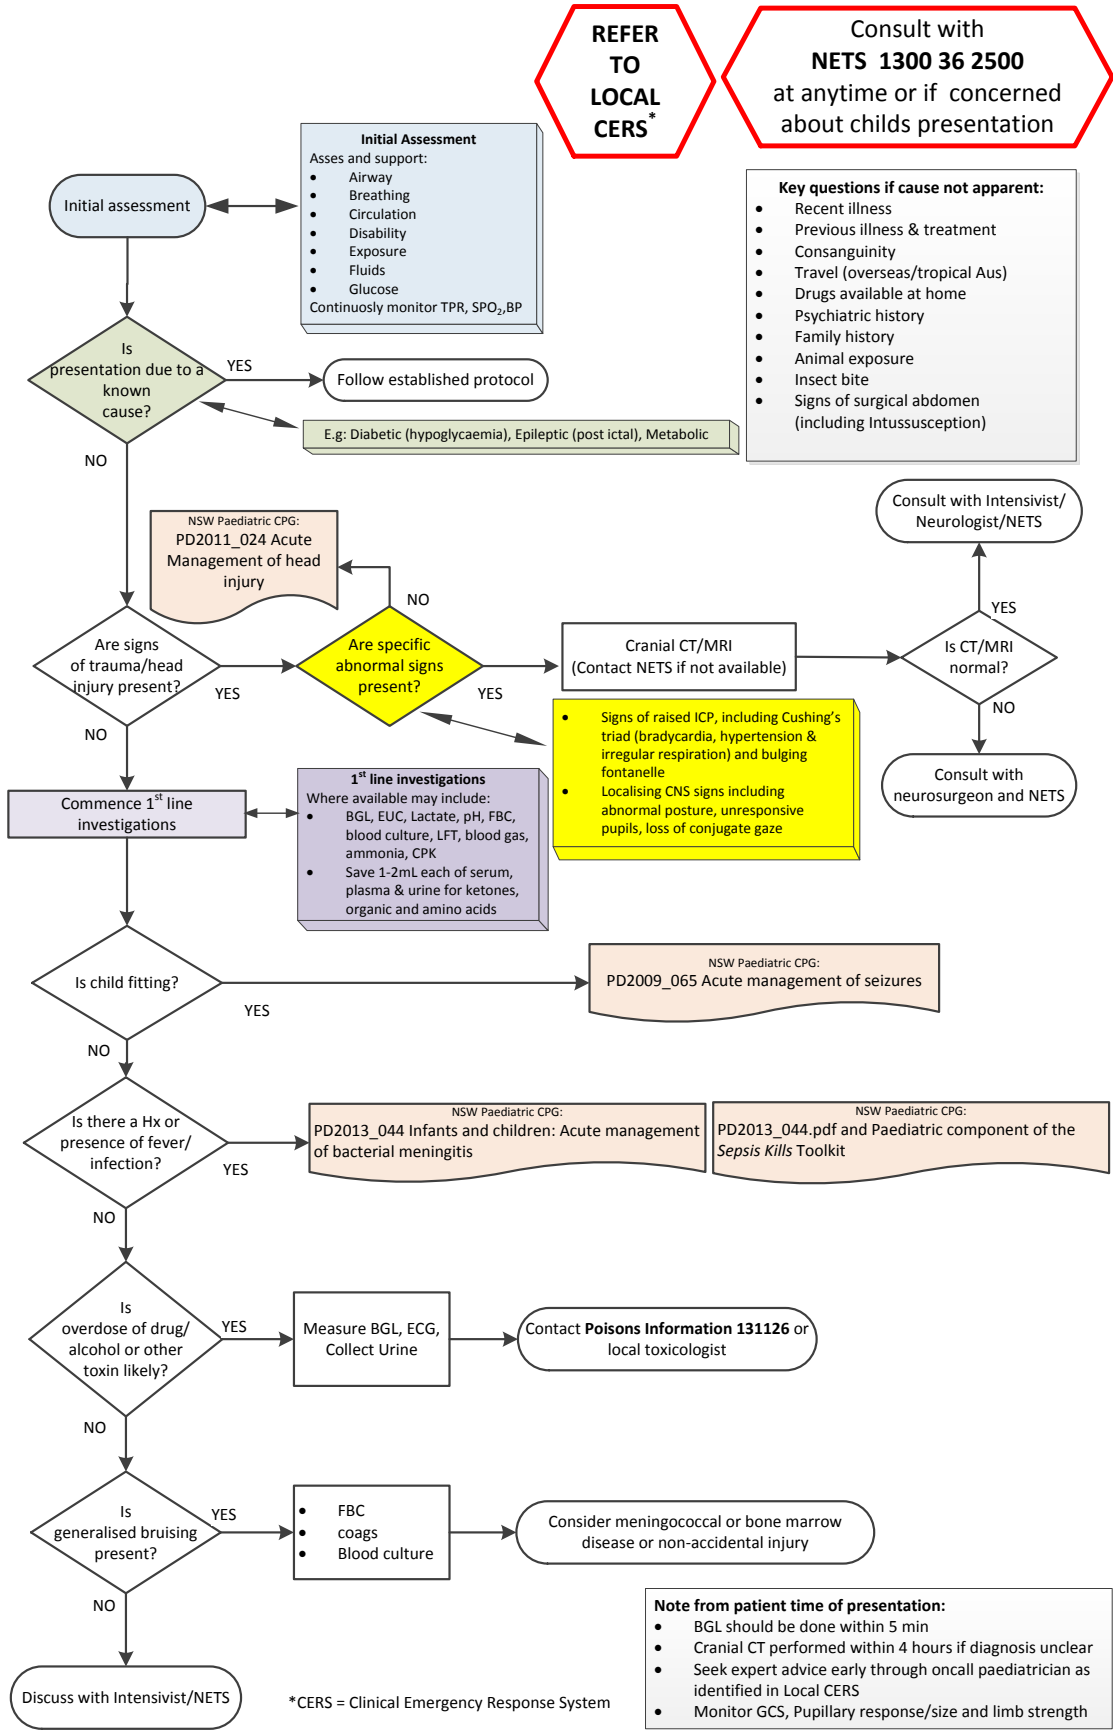 REFER
TO
LOCAL
CERS*
Consult with
NETS 1300 36 2500
at anytime or if concerned
about childs presentation
Initial assessment
Initial Assessment
Asses and support:
• Airway
• Breathing
• Circulation
• Disability
• Exposure
• Fluids
• Glucose
Continuosly monitor TPR, SPO₂,BP
Key questions if cause not apparent:
• Recent illness
• Previous illness & treatment
• Consanguinity
• Travel (overseas/tropical Aus)
• Drugs available at home
• Psychiatric history
• Family history
• Animal exposure
• Insect bite
• Signs of surgical abdomen
(including Intussusception)
Is
presentation due to a
known
cause?
YES
Follow established protocol
E.g: Diabetic (hypoglycaemia), Epileptic (post ictal), Metabolic
NO
NSW Paediatric CPG:
PD2011_024 Acute
Management of head
injury
NO
Consult with Intensivist/
Neurologist/NETS
YES
Are signs
of trauma/head
injury present?
YES
Are specific
abnormal signs
present?
YES
Cranial CT/MRI
(Contact NETS if not available)
Is CT/MRI
normal?
NO
NO
• Signs of raised ICP, including Cushing's
triad (bradycardia, hypertension &
irregular respiration) and bulging
fontanelle
• Localising CNS signs including
abnormal posture, unresponsive
pupils, loss of conjugate gaze
Consult with
neurosurgeon and NETS
Commence 1st line
investigations
1st line investigations
Where available may include:
• BGL, EUC, Lactate, pH, FBC,
blood culture, LFT, blood gas,
ammonia, CPK
• Save 1-2mL each of serum,
plasma & urine for ketones,
organic and amino acids
Is child fitting?
YES
NSW Paediatric CPG:
PD2009_065 Acute management of seizures
NO
Is there a Hx or
presence of fever/
infection?
YES
NSW Paediatric CPG:
PD2013_044 Infants and children: Acute management
of bacterial meningitis
NSW Paediatric CPG:
PD2013_044.pdf and Paediatric component of the
Sepsis Kills Toolkit
NO
Is
overdose of drug/
alcohol or other
toxin likely?
YES
Measure BGL, ECG,
Collect Urine
Contact Poisons Information 131126 or
local toxicologist
NO
Is
generalised bruising
present?
YES
• FBC
• coags
• Blood culture
Consider meningococcal or bone marrow
disease or non-accidental injury
NO
Discuss with Intensivist/NETS
*CERS = Clinical Emergency Response System
Note from patient time of presentation:
• BGL should be done within 5 min
• Cranial CT performed within 4 hours if diagnosis unclear
• Seek expert advice early through oncall paediatrician as
identified in Local CERS
• Monitor GCS, Pupillary response/size and limb strength